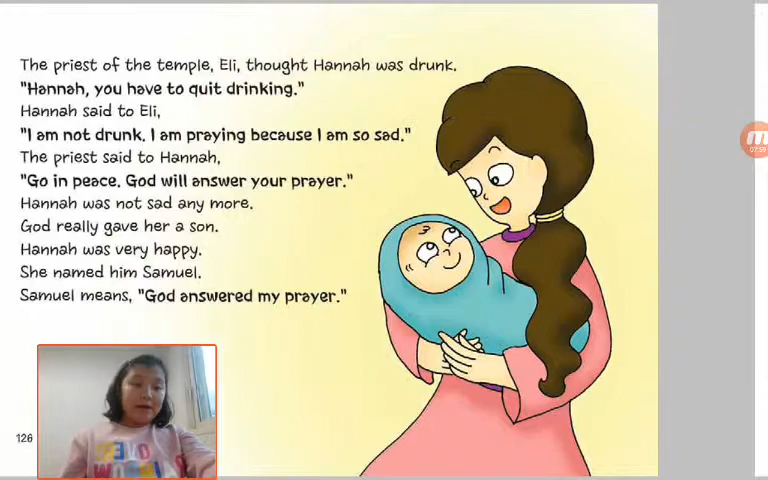 The priest of the temple, Eli, thought Hannah was drunk.
"Hannah, you have to quit drinking."
Hannah said to Eli,
"I am not drunk. I am praying because I am so sad."
The priest said to Hannah,
"Go in peace. God will answer your prayer."
Hannah was not sad any more.
God really gave her a son.
Hannah was very happy.
She named him Samuel.
Samuel means, "God answered my prayer."
126